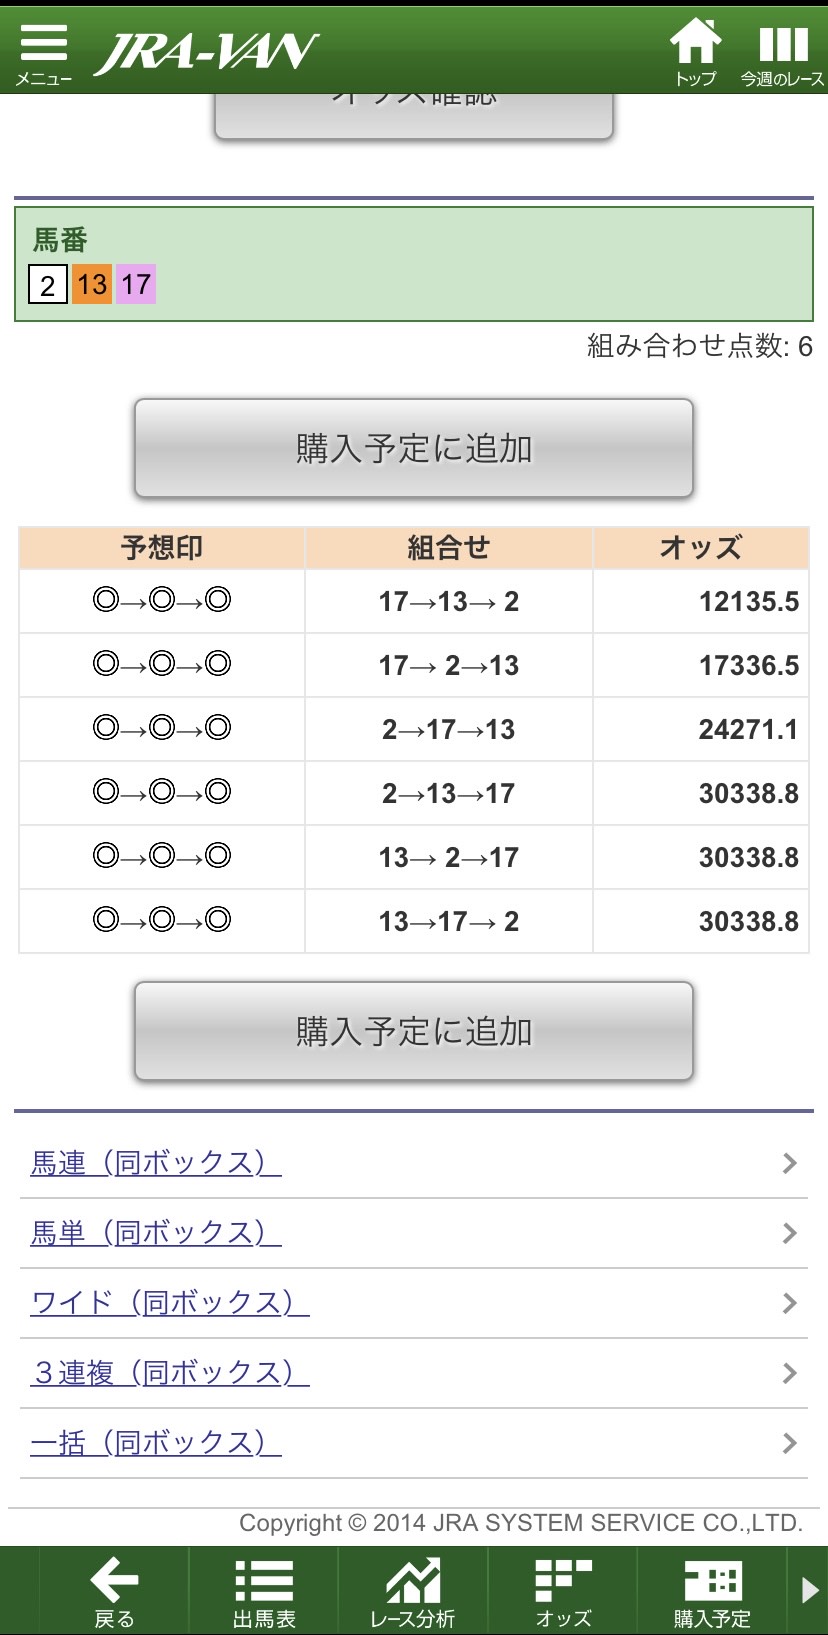 メニュー
JRA-VAN
トップ
今週のレース
オッズ確認
馬番
2 13 17
組み合わせ点数: 6
購入予定に追加
予想印 組合せ オッズ
◎→◎→◎ 17→13→ 2 12135.5
◎→◎→◎ 17→ 2→13 17336.5
◎→◎→◎ 2→17→13 24271.1
◎→◎→◎ 2→13→17 30338.8
◎→◎→◎ 13→ 2→17 30338.8
◎→◎→◎ 13→17→ 2 30338.8
購入予定に追加
馬連（同ボックス）
馬単（同ボックス）
ワイド（同ボックス）
３連複（同ボックス）
一括（同ボックス）
Copyright © 2014 JRA SYSTEM SERVICE CO.,LTD.
戻る
出馬表
レース分析
オッズ
購入予定